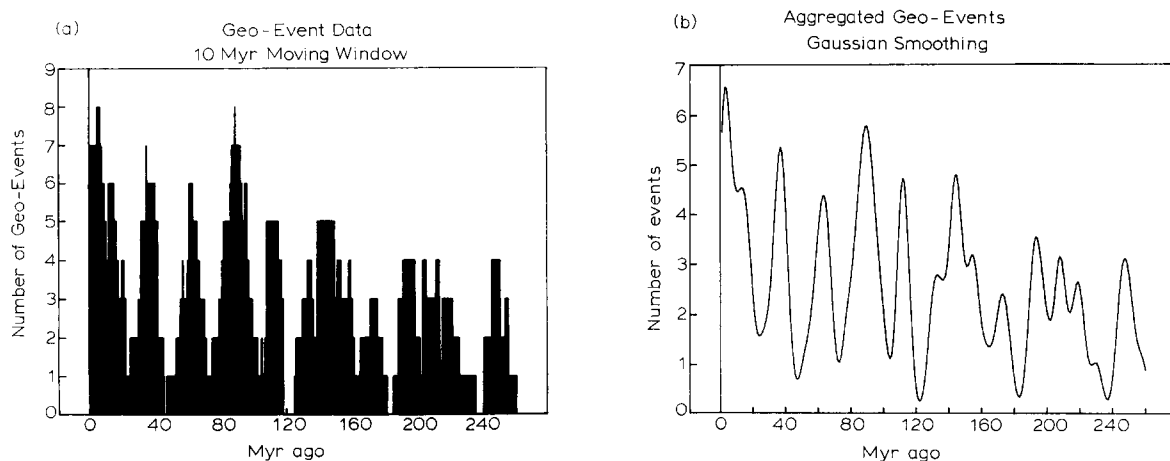 (a)
Geo-Event Data
10 Myr Moving Window
9
8
7
6
5
4
3
2
1
0
Number of Geo-Events
0 40 80 120 160 200 240
Myr ago
(b)
Aggregated Geo-Events
Gaussian Smoothing
7
6
5
4
3
2
1
0
Number of events
0 40 80 120 160 200 240
Myr ago